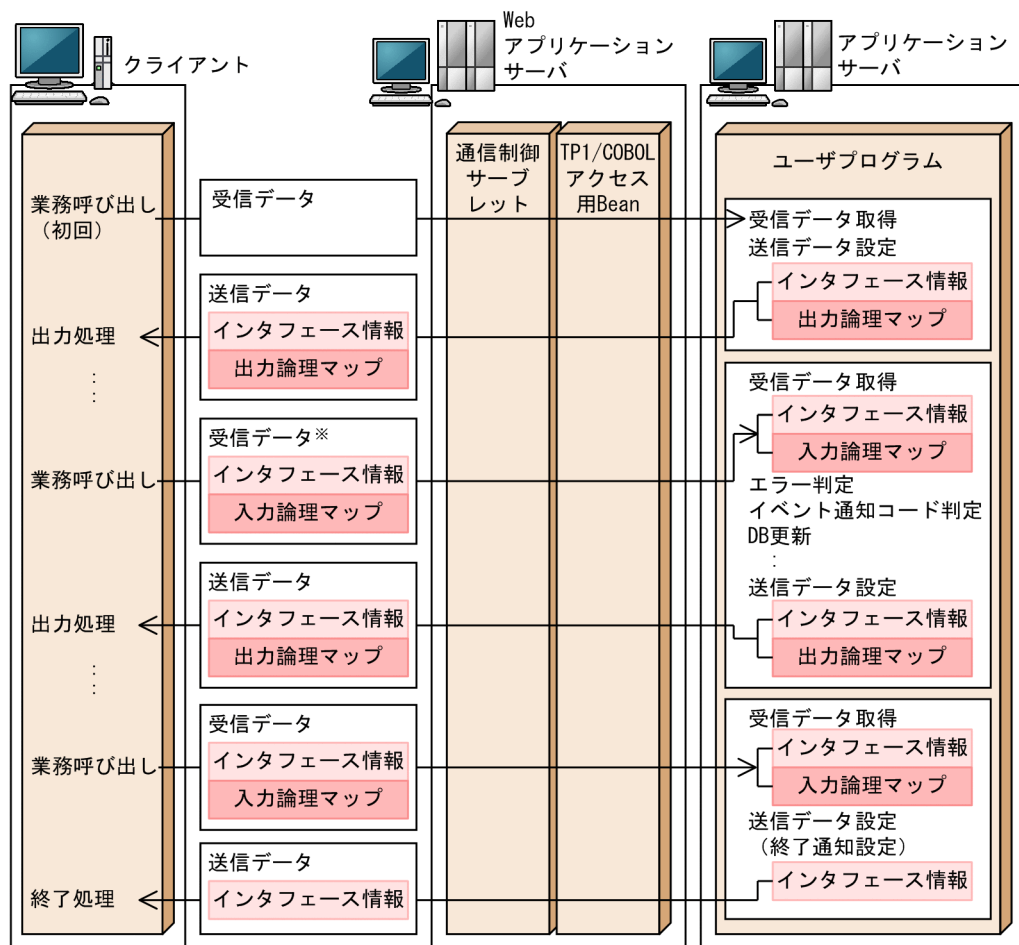 クライアント
Web
アプリケーション
サーバ
アプリケーション
サーバ
通信制御
サーブ
レット
TP1/COBOL
アクセス
用Bean
ユーザプログラム
業務呼び出し
（初回）
受信データ
受信データ取得
送信データ設定
インタフェース情報
出力論理マップ
出力処理
⋮
送信データ
インタフェース情報
出力論理マップ
業務呼び出し
受信データ※
インタフェース情報
入力論理マップ
受信データ取得
インタフェース情報
入力論理マップ
エラー判定
イベント通知コード判定
DB更新
:
送信データ設定
インタフェース情報
出力論理マップ
出力処理
⋮
送信データ
インタフェース情報
出力論理マップ
業務呼び出し
受信データ
インタフェース情報
入力論理マップ
受信データ取得
インタフェース情報
入力論理マップ
送信データ設定
（終了通知設定）
インタフェース情報
終了処理
送信データ
インタフェース情報